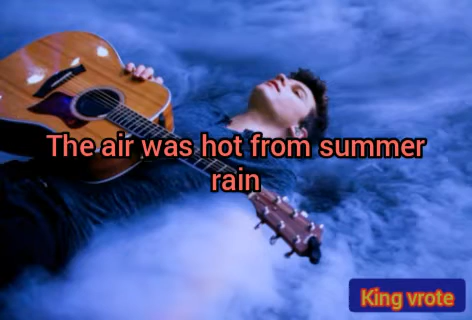 The air was hot from summer
rain
King vrote